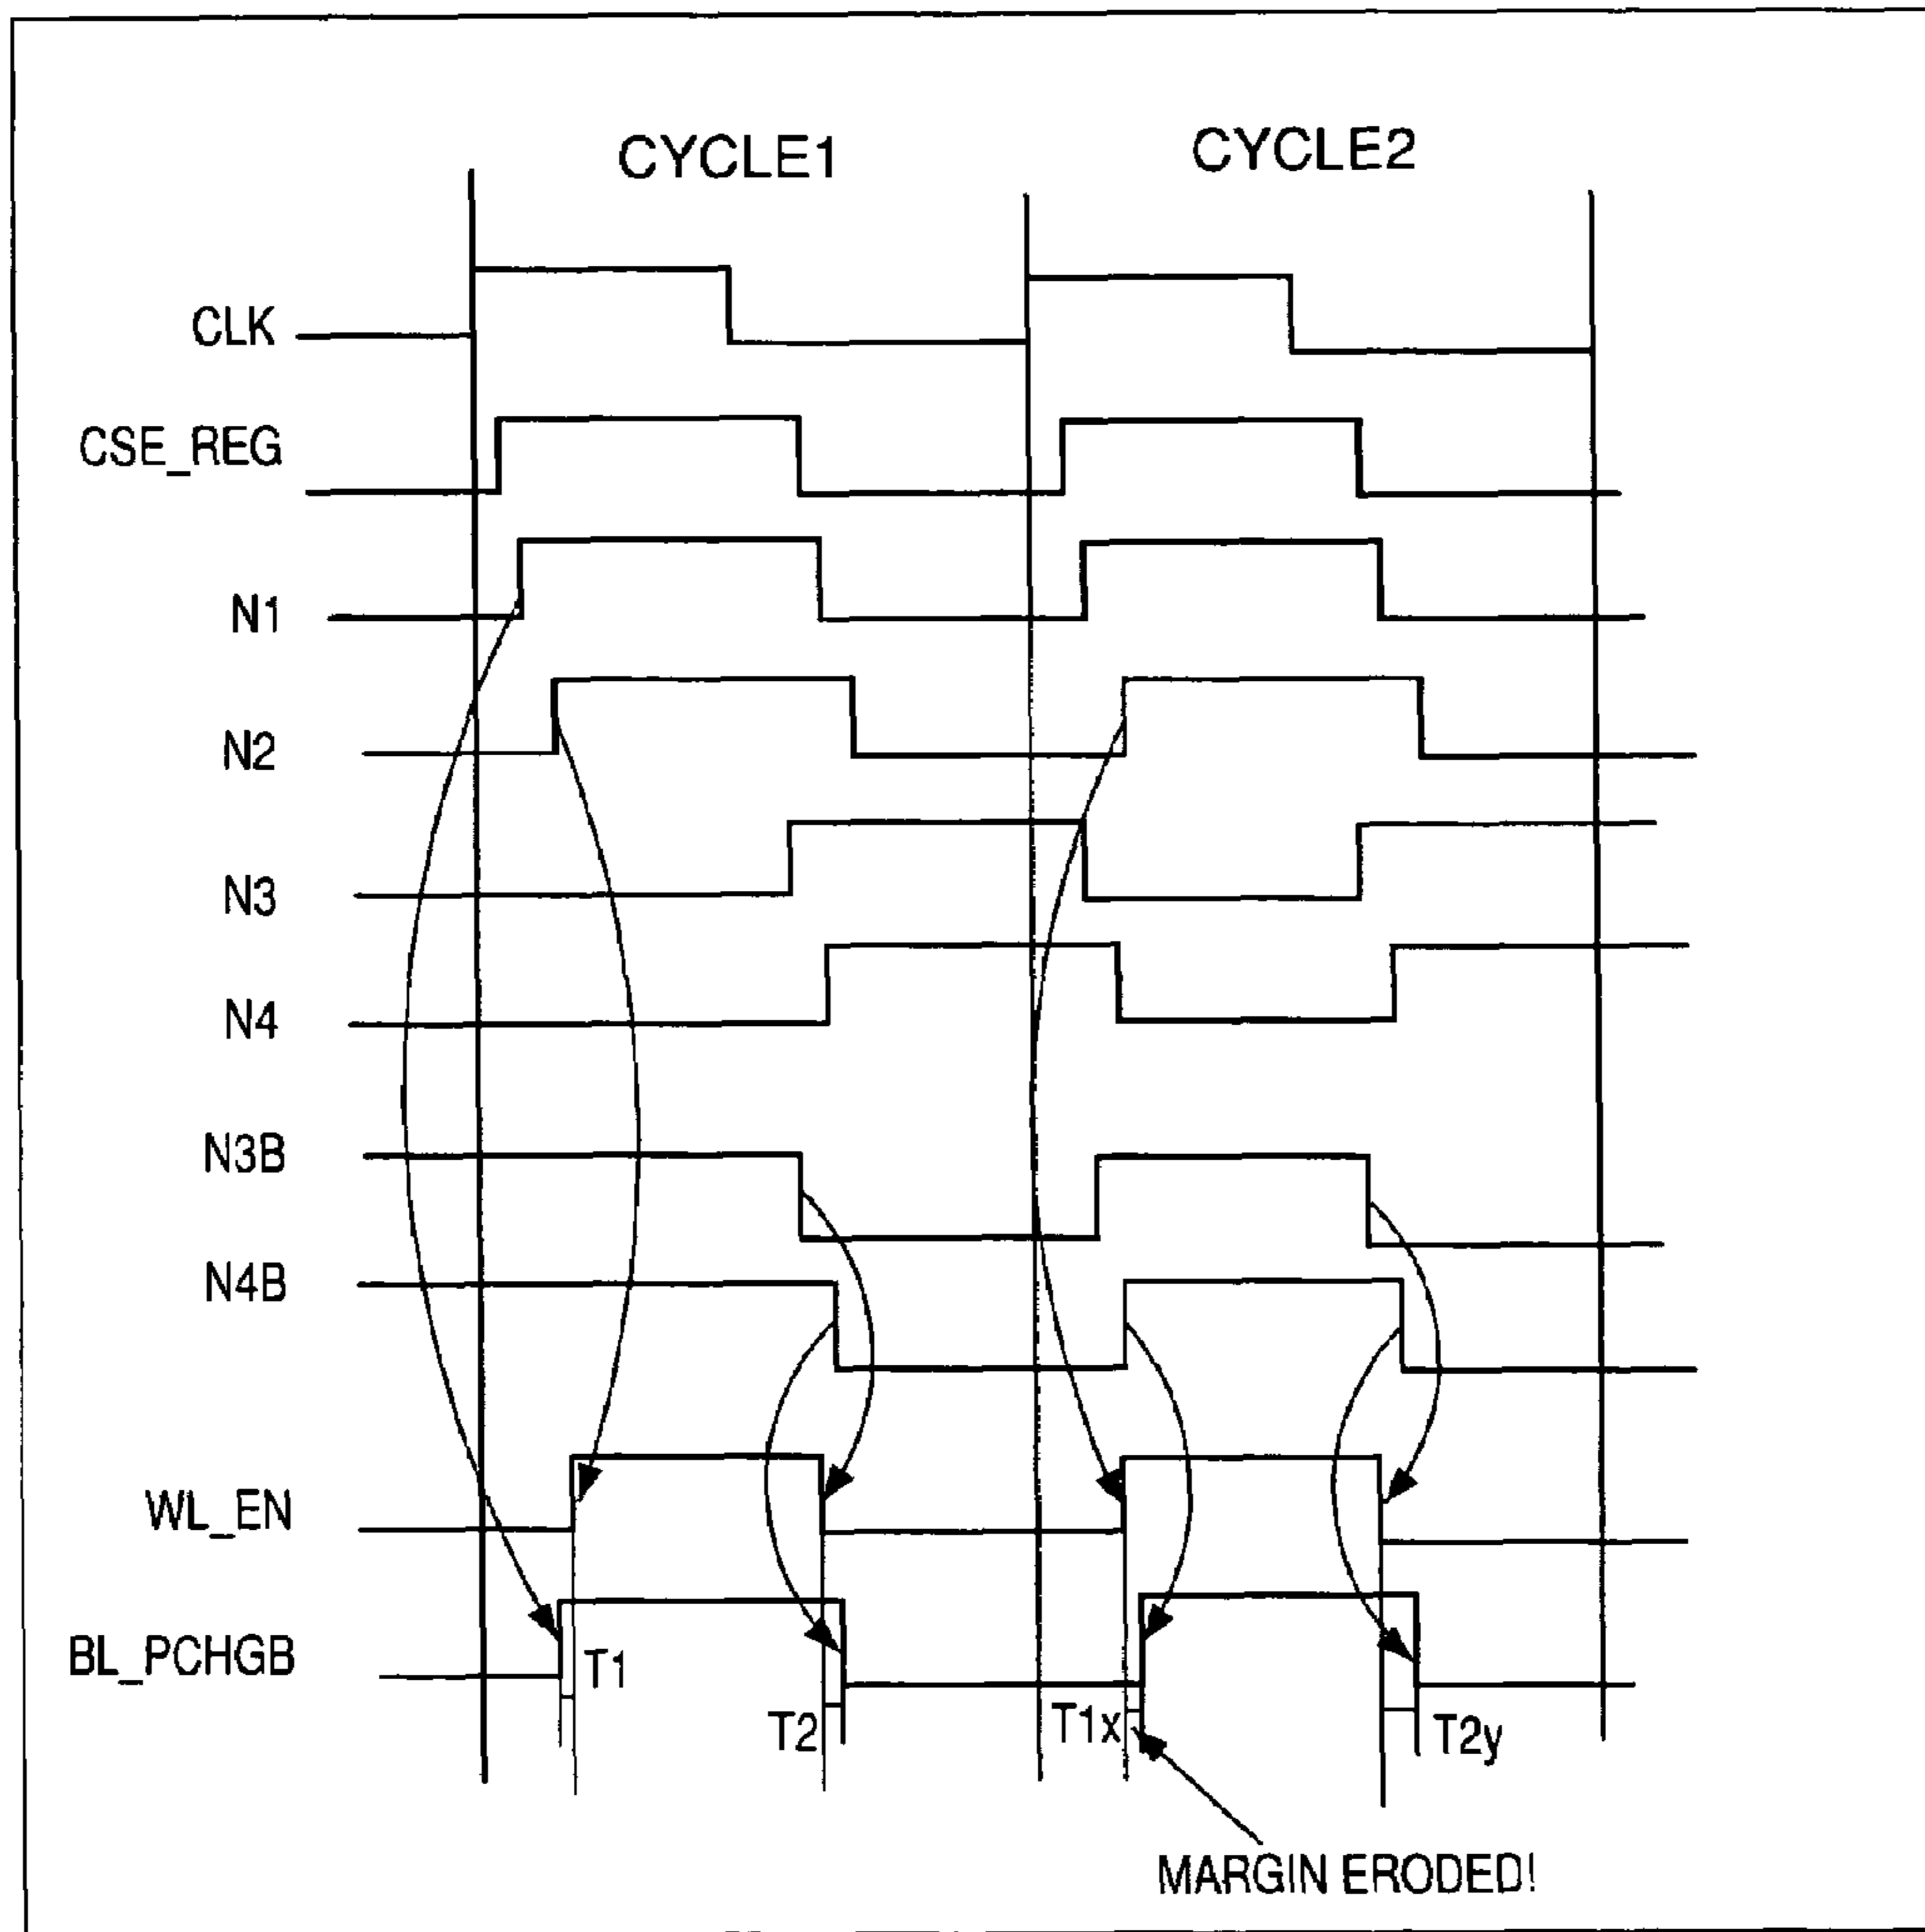 CYCLE1 CYCLE2
CLK
CSE_REG
N1
N2
N3
N4
N3B
N4B
WL_EN
BL_PCHGB
T1
T2
T1x
T2y
MARGIN ERODED!